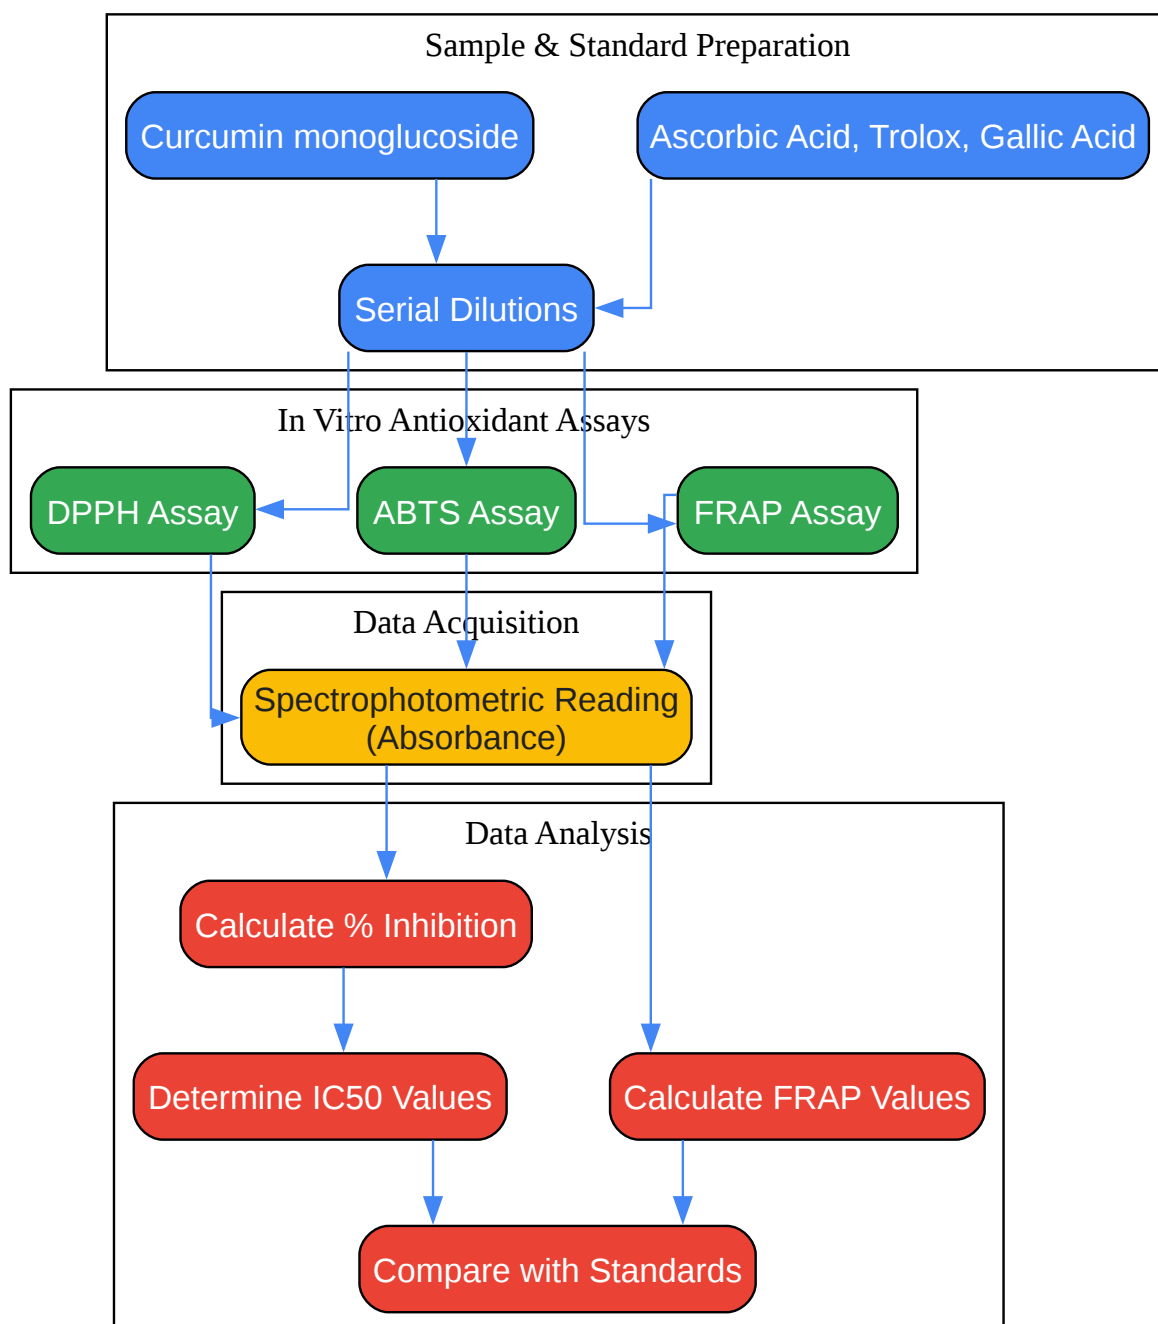 Sample & Standard Preparation
Curcumin monoglucoside
Ascorbic Acid, Trolox, Gallic Acid
Serial Dilutions
In Vitro Antioxidant Assays
DPPH Assay
ABTS Assay
FRAP Assay
Data Acquisition
Spectrophotometric Reading
(Absorbance)
Data Analysis
Calculate % Inhibition
Determine IC50 Values
Calculate FRAP Values
Compare with Standards